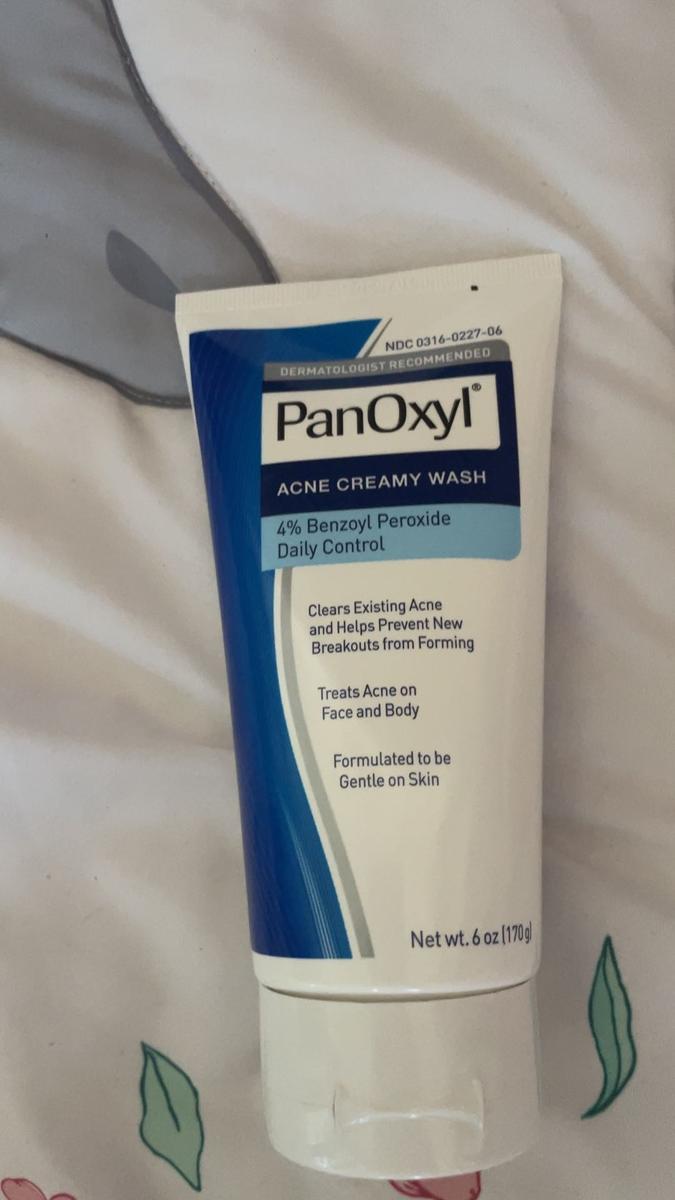 NDC 0316-0227-06
DERMATOLOGIST RECOMMENDED
PanOxyl®
ACNE CREAMY WASH
4% Benzoyl Peroxide
Daily Control
Clears Existing Acne
and Helps Prevent New
Breakouts from Forming
Treats Acne on
Face and Body
Formulated to be
Gentle on Skin
Net wt. 6 oz (170g)